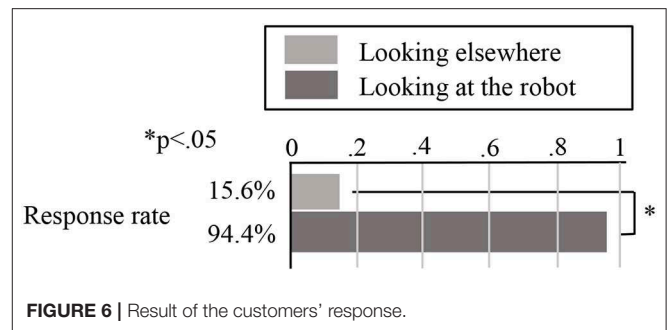 Looking elsewhere
Looking at the robot
*p<.05
0 .2 .4 .6 .8 1
15.6%
Response rate
94.4%
*
FIGURE 6 | Result of the customers' response.